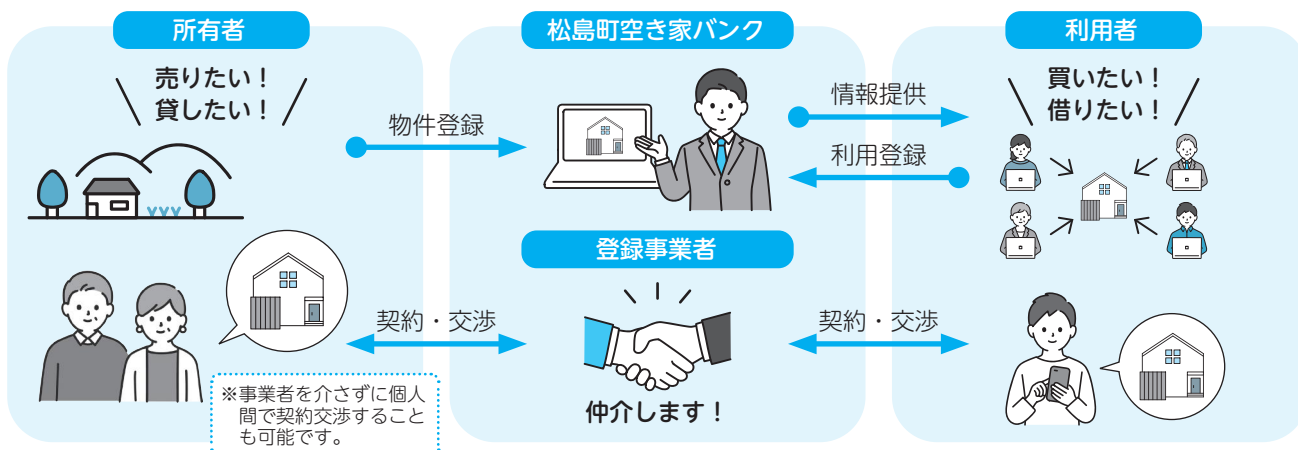 所有者
売りたい！
貸したい！
物件登録
松島町空き家バンク
情報提供
利用登録
利用者
買いたい！
借りたい！
契約・交渉
※事業者を介さずに個人
間で契約交渉すること
も可能です。
登録事業者
仲介します！
契約・交渉